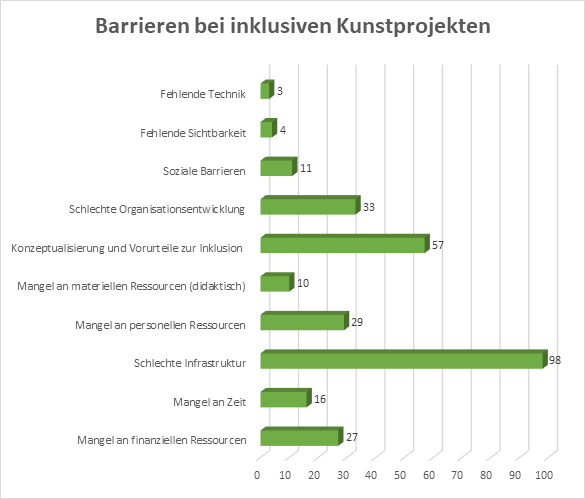 Barrieren bei inklusiven Kunstprojekten
Fehlende Technik 3
Fehlende Sichtbarkeit 4
Soziale Barrieren 11
Schlechte Organisationsentwicklung 33
Konzeptualisierung und Vorurteile zur Inklusion 57
Mangel an materiellen Ressourcen (didaktisch) 10
Mangel an personellen Ressourcen 29
Schlechte Infrastruktur 98
Mangel an Zeit 16
Mangel an finanziellen Ressourcen 27
0 10 20 30 40 50 60 70 80 90 100